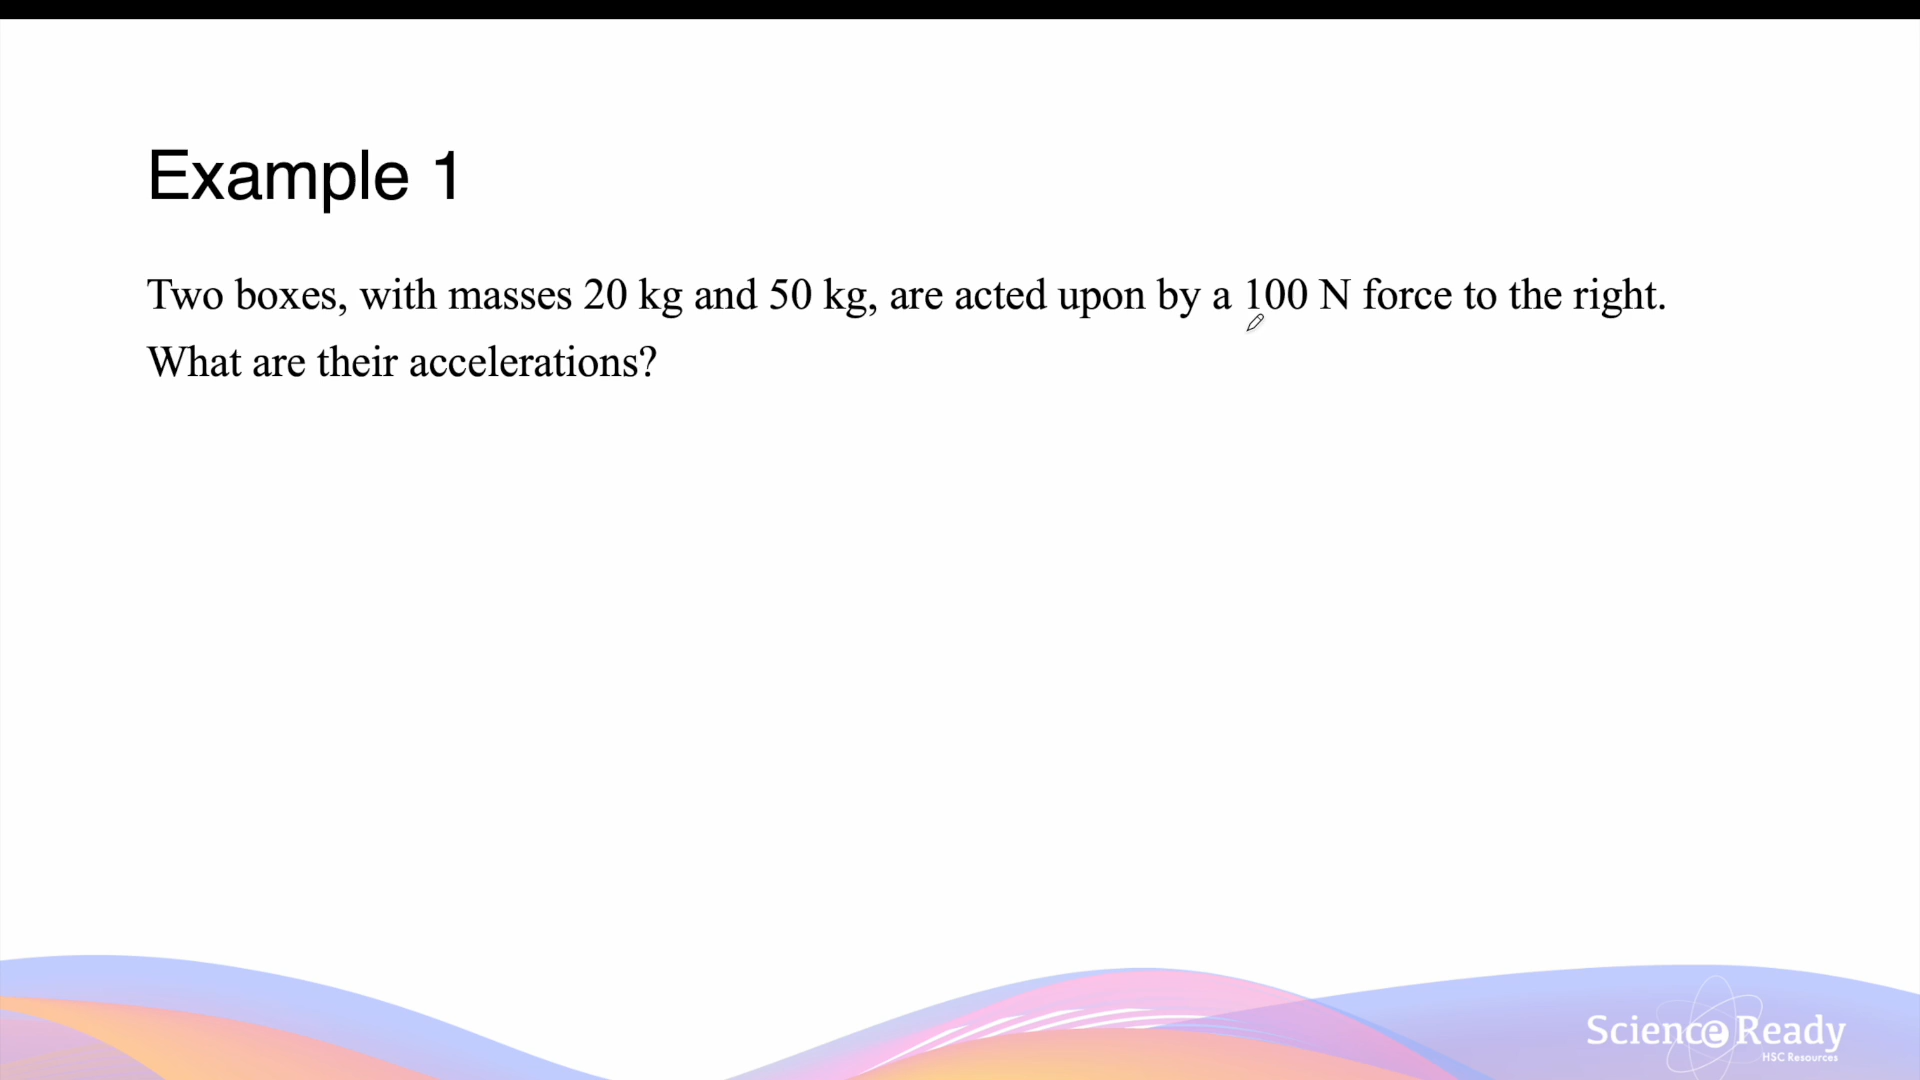 Example 1
Two boxes, with masses 20 kg and 50 kg, are acted upon by a 100 N force to the right.
What are their accelerations?
Science Ready
HSC Resources